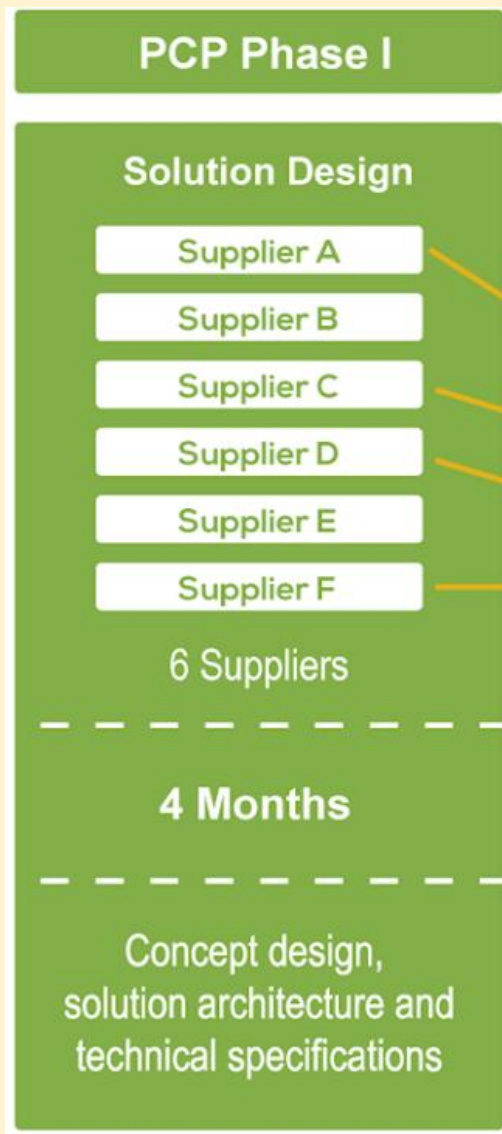 PCP Phase I
Solution Design
Supplier A
Supplier B
Supplier C
Supplier D
Supplier E
Supplier F
6 Suppliers
4 Months
Concept design,
solution architecture and
technical specifications